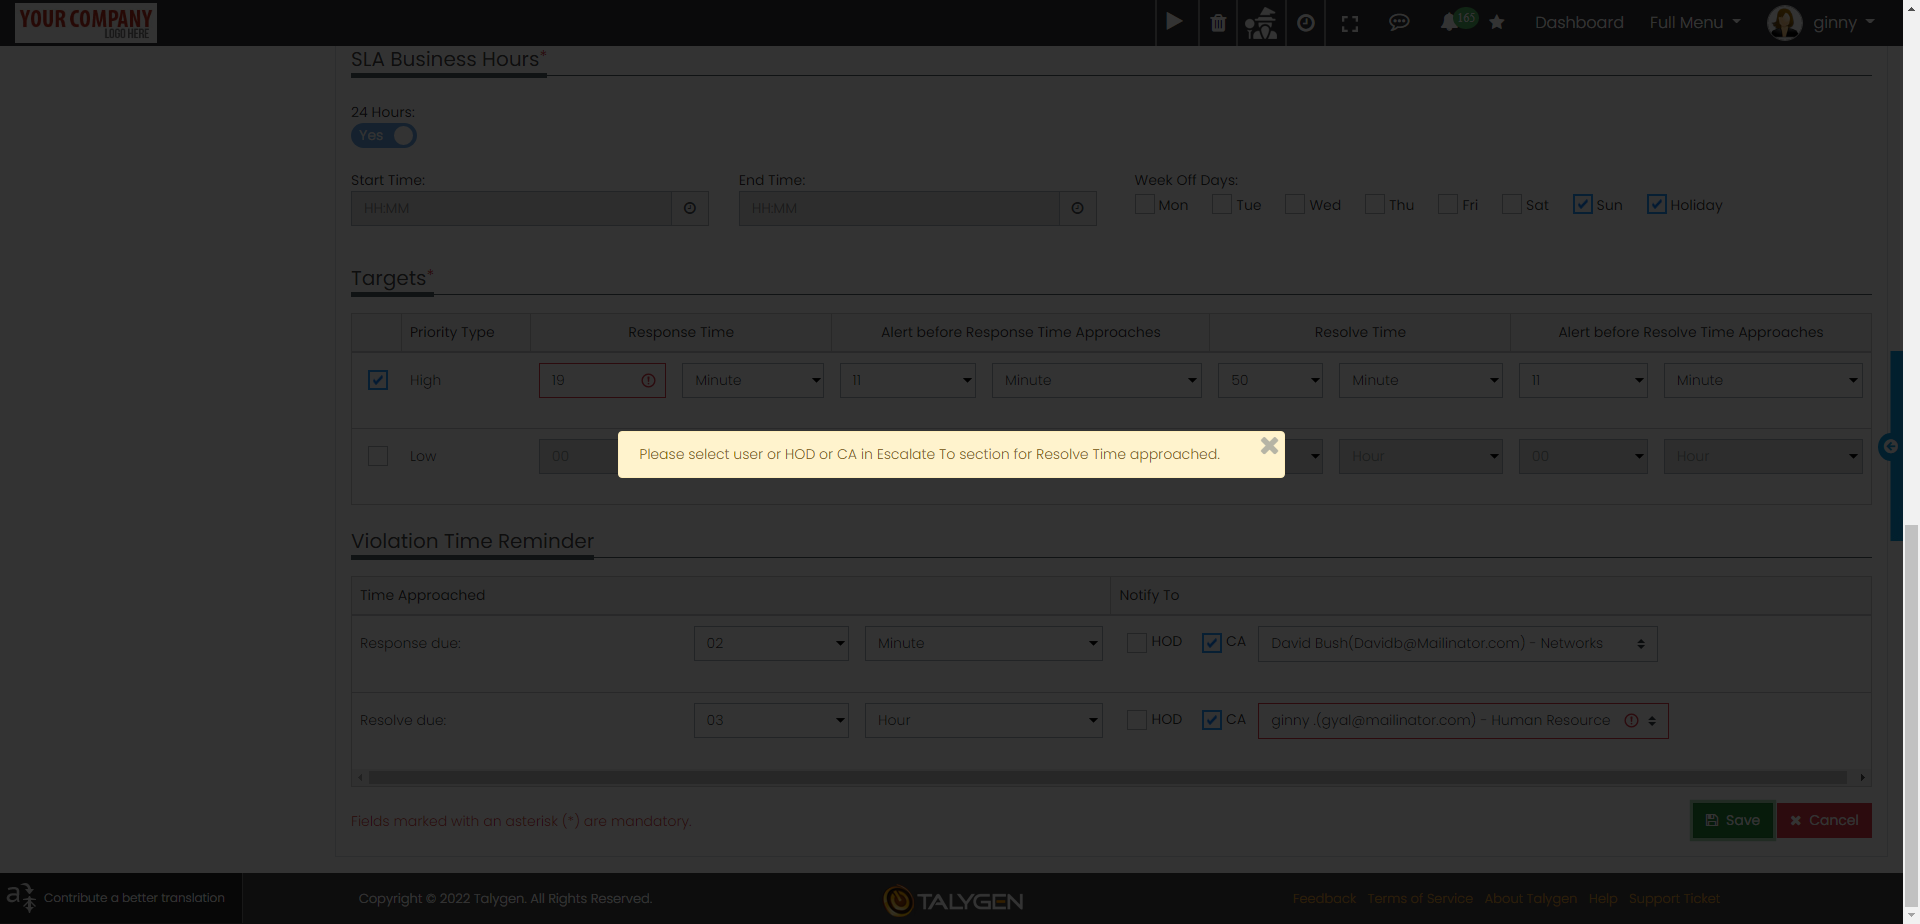 YOUR COMPANY
LOGO HERE
165
Dashboard
Full Menu
ginny
SLA Business Hours*
24 Hours:
Yes
Start Time:
End Time:
Week Off Days:
HH:MM
HH:MM
Mon Tue Wed Thu Fri Sat Sun Holiday
Targets*
Priority Type Response Time Alert before Response Time Approaches Resolve Time Alert before Resolve Time Approaches
High 19 Minute 11 Minute 50 Minute 11 Minute
Low 00 Hour 00 Hour
Please select user or HOD or CA in Escalate To section for Resolve Time approached.
Violation Time Reminder
Time Approached Notify To
Response due: 02 Minute HOD CA David Bush(Davidb@Mailinator.com) - Networks
Resolve due: 03 Hour HOD CA ginny .(gyal@mailinator.com) - Human Resource
Fields marked with an asterisk (*) are mandatory.
Save
Cancel
Contribute a better translation
Copyright © 2022 Talygen. All Rights Reserved.
TALYGEN
Feedback Terms of Service About Talygen Help Support Ticket